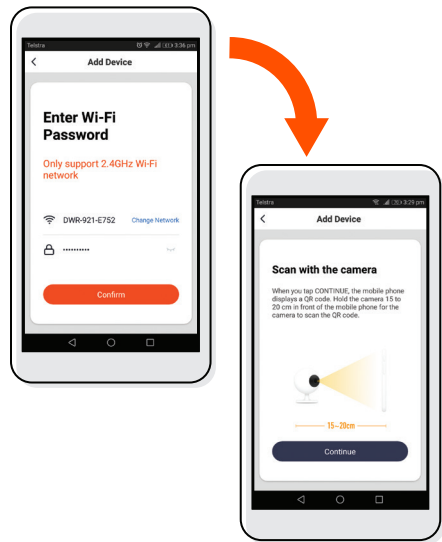 Telstra 3:36 pm
Add Device
Enter Wi-Fi
Password
Only support 2.4GHz Wi-Fi
network
DWR-921-E752 Change Network
••••••••••
Confirm
Telstra 3:29 pm
Add Device
Scan with the camera
When you tap CONTINUE, the mobile phone
displays a QR code. Hold the camera 15 to
20 cm in front of the mobile phone for the
camera to scan the QR code.
15~20cm
Continue